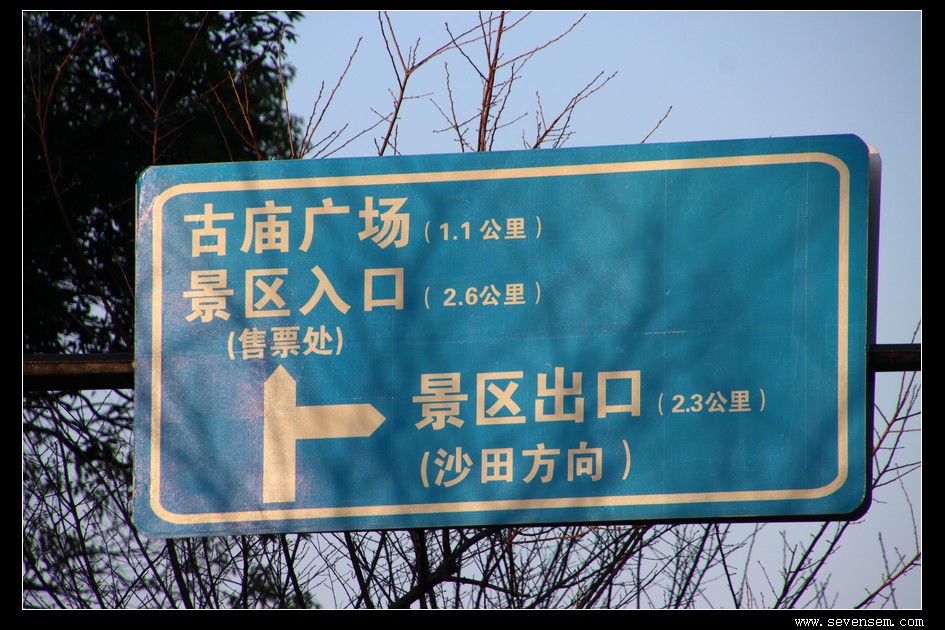 古庙广场（1.1 公里）
景区入口（2.6公里）
(售票处)
景区出口（2.3公里）
(沙田方向)
www.sevensem.com